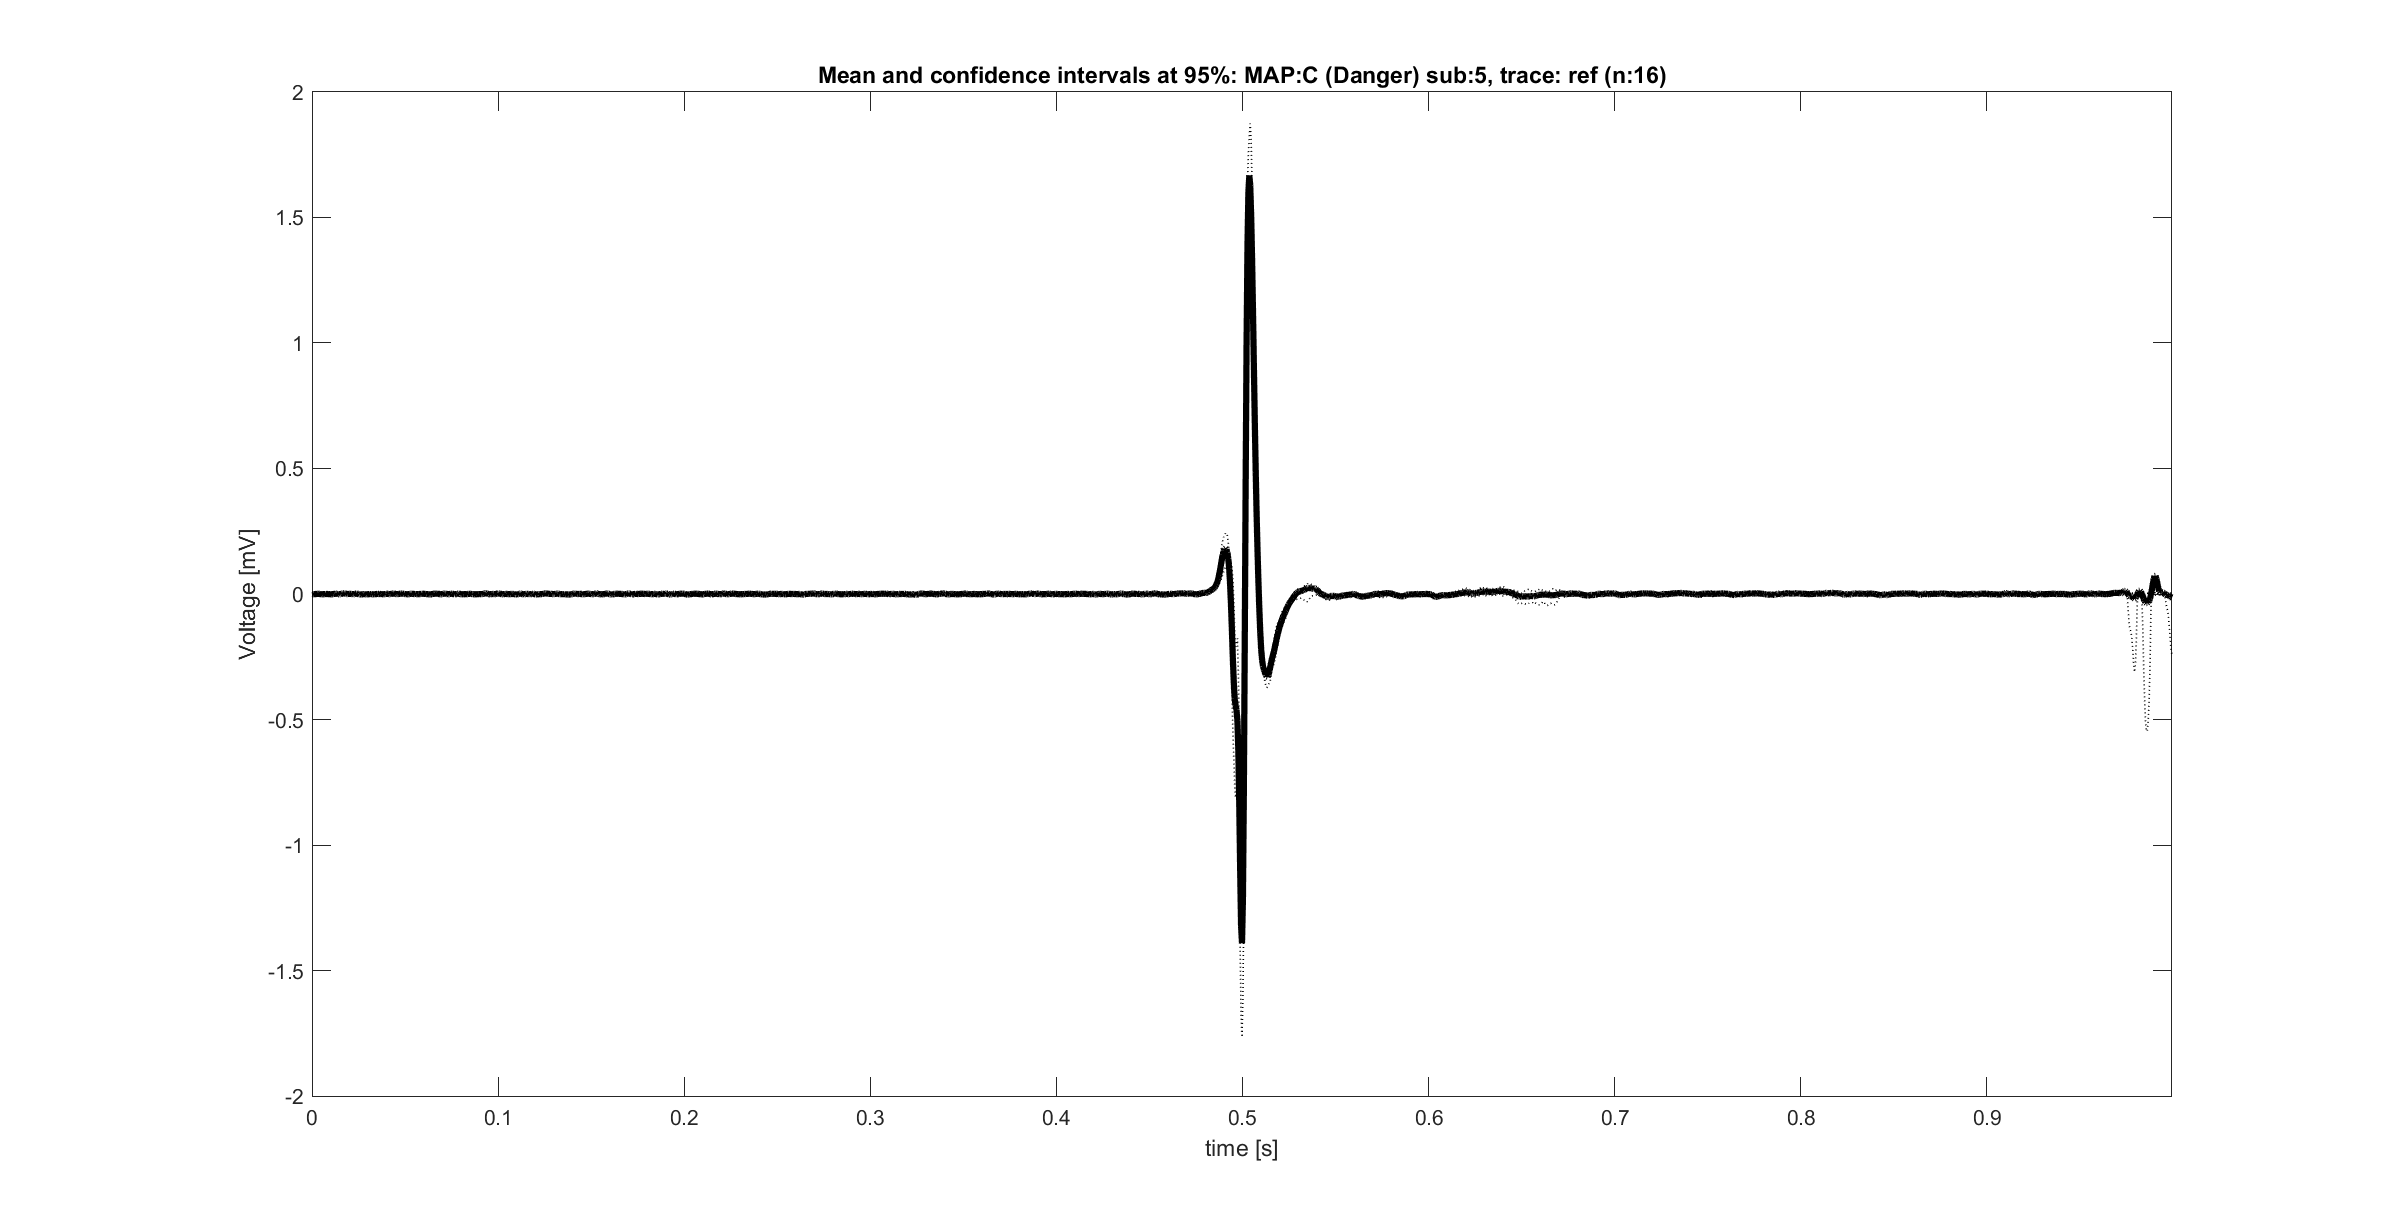 Mean and confidence intervals at 95%: MAP:C (Danger) sub:5, trace: ref (n:16)
2
1.5
1
0.5
0
-0.5
-1
-1.5
-2
Voltage [mV]
0 0.1 0.2 0.3 0.4 0.5 0.6 0.7 0.8 0.9
time [s]